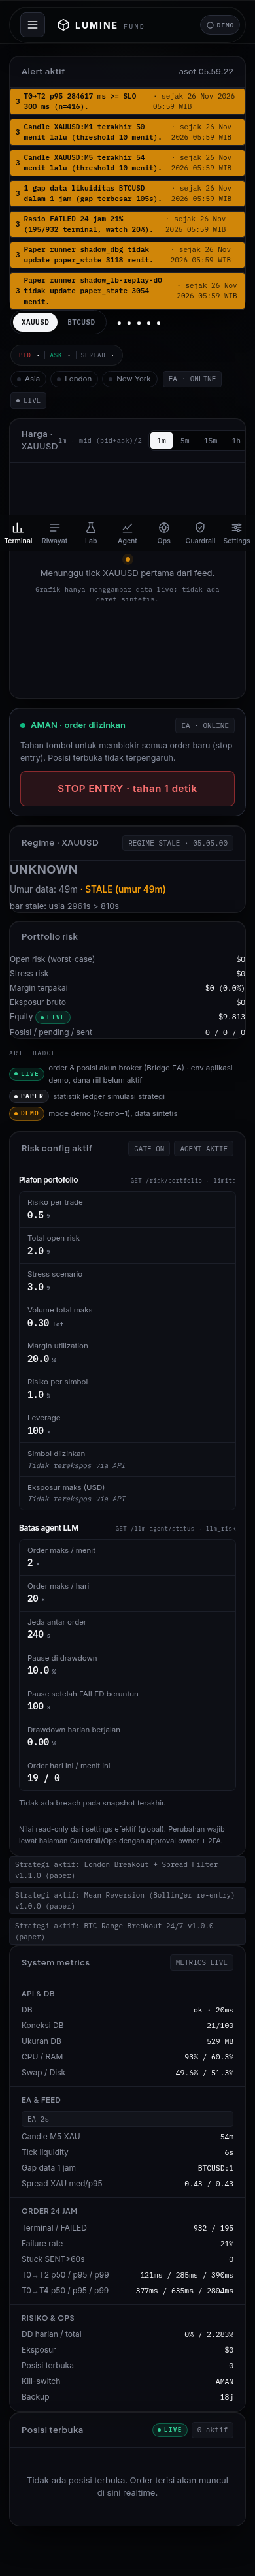 LUMINE FUND
DEMO
Alert aktif
asof 05.59.22
3 T0→T2 p95 284617 ms >= SLO 300 ms (n=416). · sejak 26 Nov 2026 05:59 WIB
3 Candle XAUUSD:M1 terakhir 50 menit lalu (threshold 10 menit). · sejak 26 Nov 2026 05:59 WIB
3 Candle XAUUSD:M5 terakhir 54 menit lalu (threshold 10 menit). · sejak 26 Nov 2026 05:59 WIB
3 1 gap data likuiditas BTCUSD dalam 1 jam (gap terbesar 105s). · sejak 26 Nov 2026 05:59 WIB
3 Rasio FAILED 24 jam 21% (195/932 terminal, watch 20%). · sejak 26 Nov 2026 05:59 WIB
3 Paper runner shadow_dbg tidak update paper_state 3118 menit. · sejak 26 Nov 2026 05:59 WIB
3 Paper runner shadow_lb-replay-d0 tidak update paper_state 3054 menit. · sejak 26 Nov 2026 05:59 WIB
XAUUSD BTCUSD
BID - ASK - SPREAD -
Asia London New York EA · ONLINE
LIVE
Harga · XAUUSD
1m · mid (bid+ask)/2
1m 5m 15m 1h
Terminal Riwayat Lab Agent Ops Guardrail Settings
Menunggu tick XAUUSD pertama dari feed.
Grafik hanya menggambar data live; tidak ada
deret sintetis.
AMAN · order diizinkan
EA · ONLINE
Tahan tombol untuk memblokir semua order baru (stop
entry). Posisi terbuka tidak terpengaruh.
STOP ENTRY · tahan 1 detik
Regime · XAUUSD
REGIME STALE · 05.05.00
UNKNOWN
Umur data: 49m · STALE (umur 49m)
bar stale: usia 2961s > 810s
Portfolio risk
Open risk (worst-case) $0
Stress risk $0
Margin terpakai $0 (0.0%)
Eksposur bruto $0
Equity LIVE $9.813
Posisi / pending / sent 0 / 0 / 0
ARTI BADGE
LIVE order & posisi akun broker (Bridge EA) · env aplikasi
demo, dana riil belum aktif
PAPER statistik ledger simulasi strategi
DEMO mode demo (?demo=1), data sintetis
Risk config aktif
GATE ON AGENT AKTIF
Plafon portofolio
GET /risk/portfolio · limits
Risiko per trade
0.5 %
Total open risk
2.0 %
Stress scenario
3.0 %
Volume total maks
0.30 lot
Margin utilization
20.0 %
Risiko per simbol
1.0 %
Leverage
100 ×
Simbol diizinkan
Tidak terekspos via API
Eksposur maks (USD)
Tidak terekspos via API
Batas agent LLM
GET /llm-agent/status · llm_risk
Order maks / menit
2 ×
Order maks / hari
20 ×
Jeda antar order
240 s
Pause di drawdown
10.0 %
Pause setelah FAILED beruntun
100 ×
Drawdown harian berjalan
0.00 %
Order hari ini / menit ini
19 / 0
Tidak ada breach pada snapshot terakhir.
Nilai read-only dari settings efektif (global). Perubahan wajib
lewat halaman Guardrail/Ops dengan approval owner + 2FA.
Strategi aktif: London Breakout + Spread Filter
v1.1.0 (paper)
Strategi aktif: Mean Reversion (Bollinger re-entry)
v1.0.0 (paper)
Strategi aktif: BTC Range Breakout 24/7 v1.0.0
(paper)
System metrics
METRICS LIVE
API & DB
DB ok · 20ms
Koneksi DB 21/100
Ukuran DB 529 MB
CPU / RAM 93% / 60.3%
Swap / Disk 49.6% / 51.3%
EA & FEED
EA 2s
Candle M5 XAU 54m
Tick liquidity 6s
Gap data 1 jam BTCUSD:1
Spread XAU med/p95 0.43 / 0.43
ORDER 24 JAM
Terminal / FAILED 932 / 195
Failure rate 21%
Stuck SENT>60s 0
T0→T2 p50 / p95 / p99 121ms / 285ms / 390ms
T0→T4 p50 / p95 / p99 377ms / 635ms / 2804ms
RISIKO & OPS
DD harian / total 0% / 2.283%
Eksposur $0
Posisi terbuka 0
Kill-switch AMAN
Backup 18j
Posisi terbuka
LIVE 0 aktif
Tidak ada posisi terbuka. Order terisi akan muncul
di sini realtime.